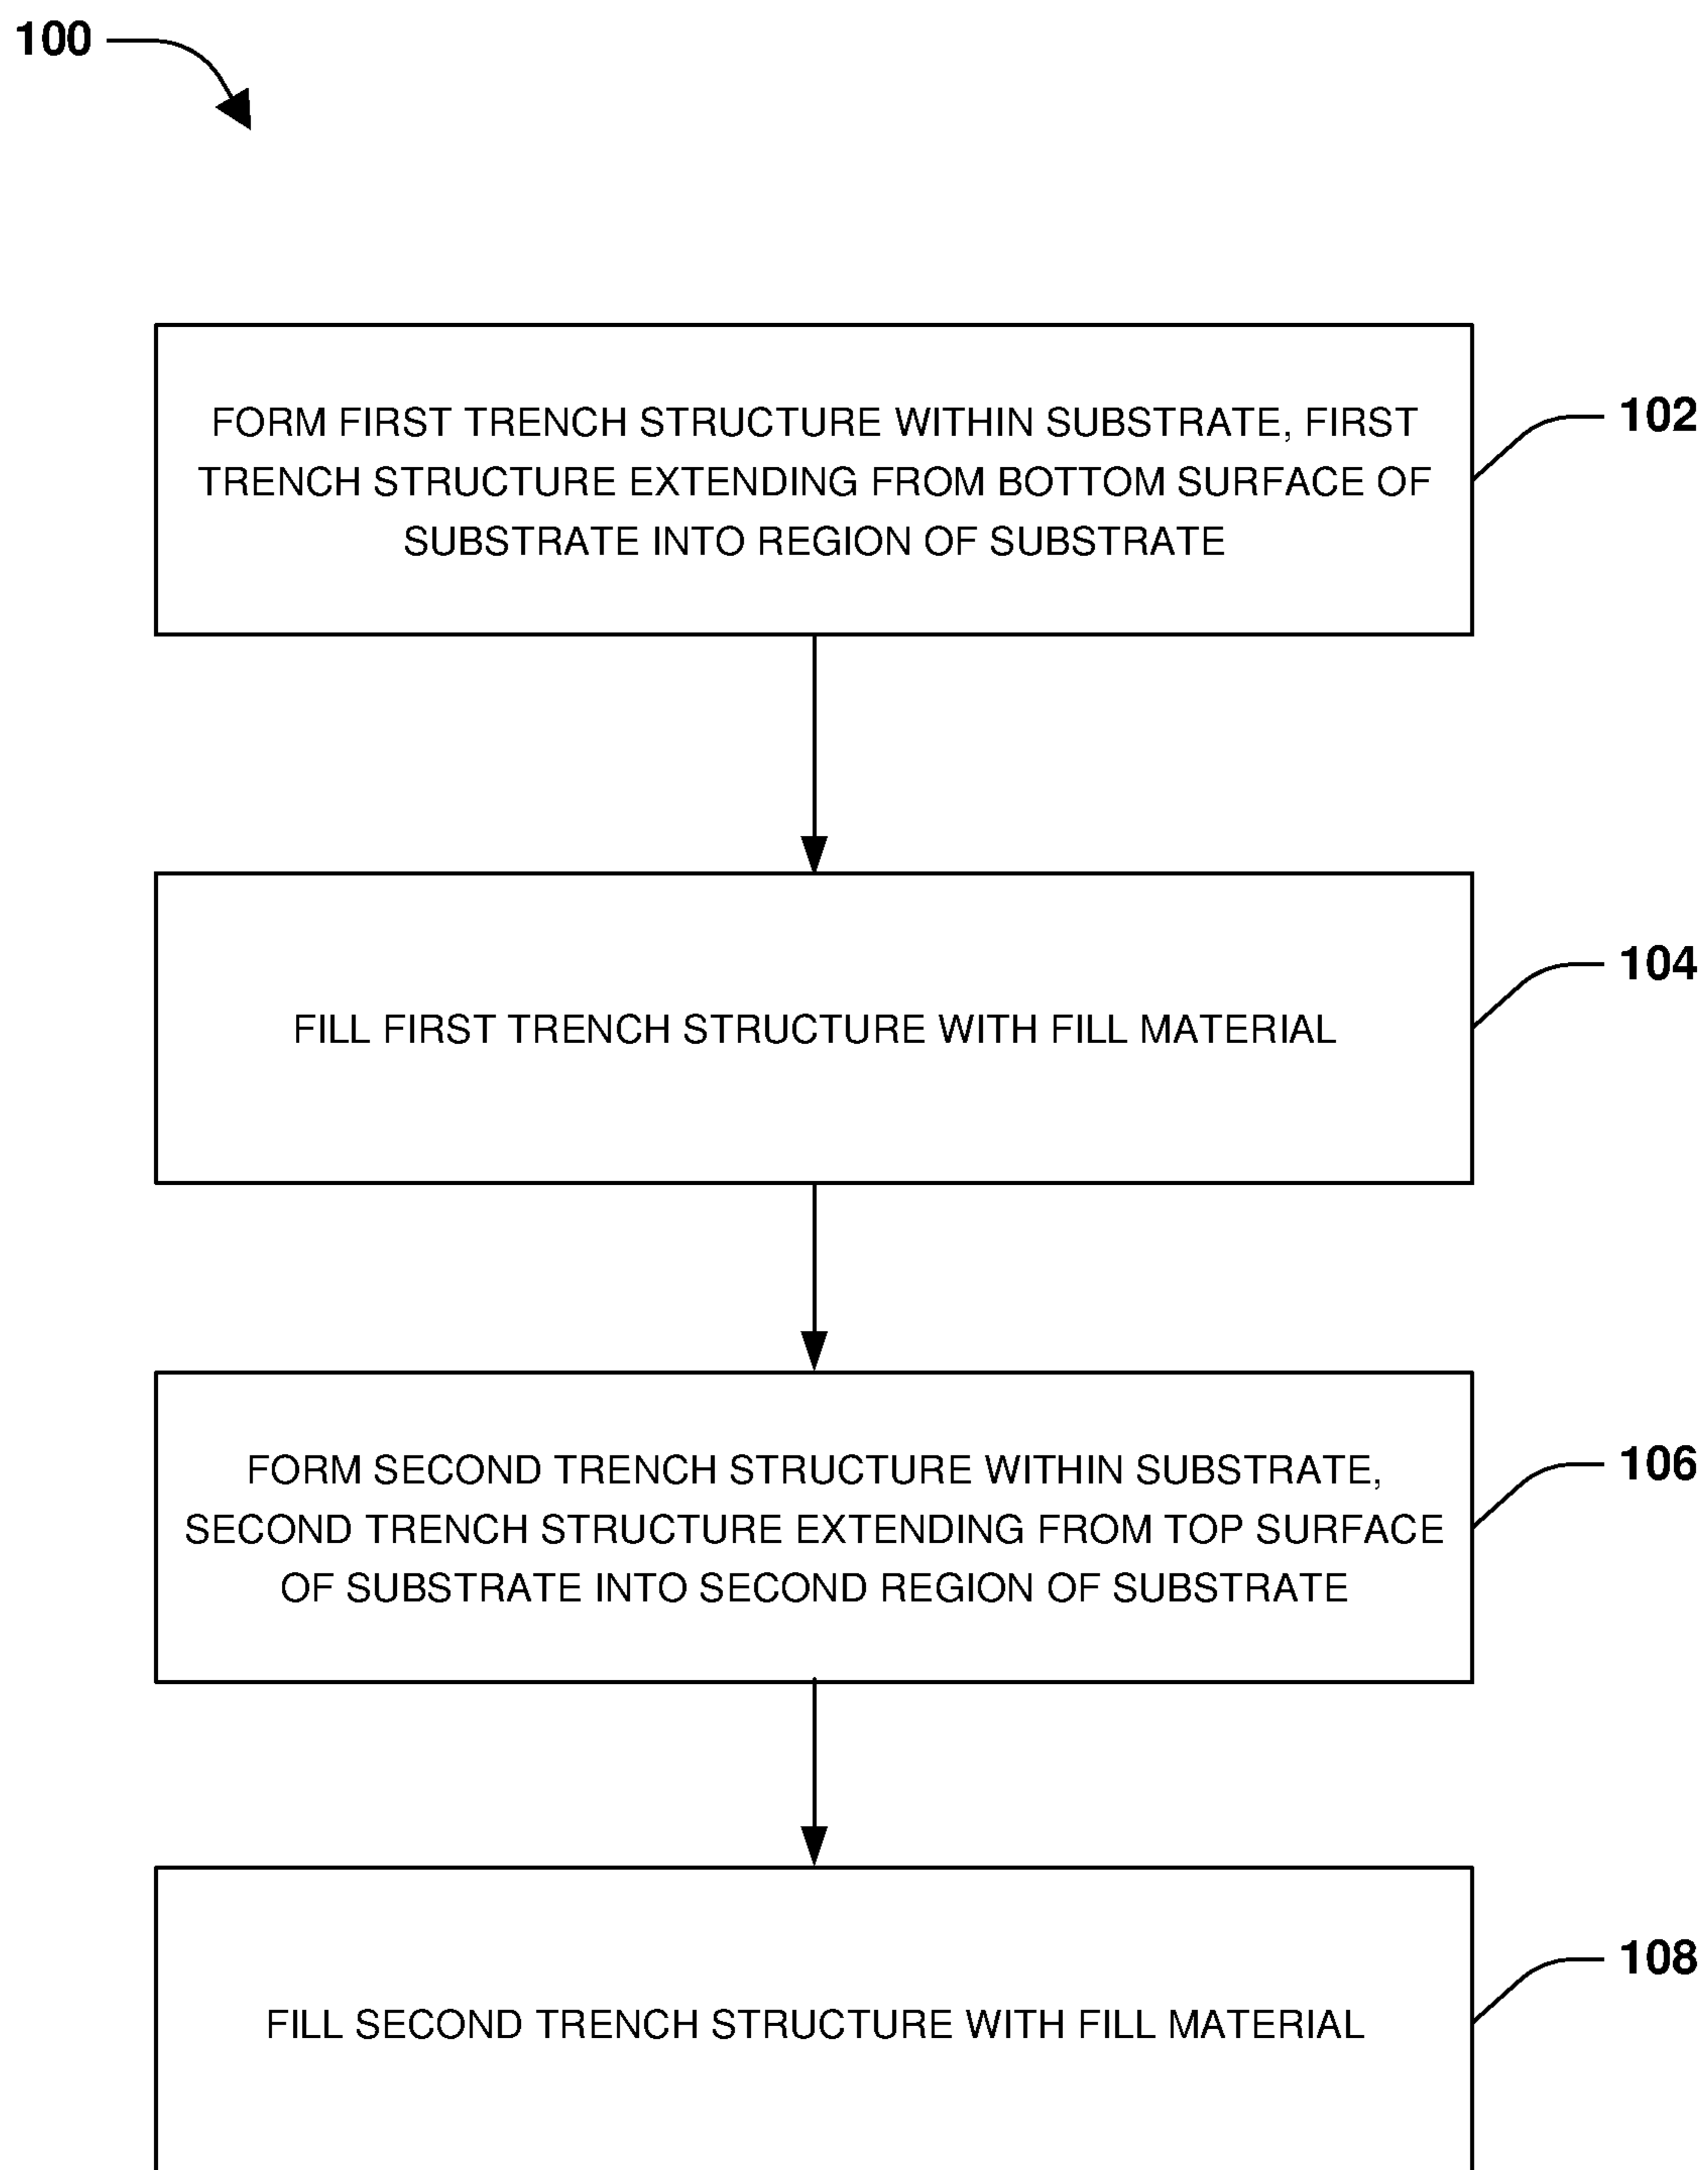 100
FORM FIRST TRENCH STRUCTURE WITHIN SUBSTRATE, FIRST
TRENCH STRUCTURE EXTENDING FROM BOTTOM SURFACE OF
SUBSTRATE INTO REGION OF SUBSTRATE
102
FILL FIRST TRENCH STRUCTURE WITH FILL MATERIAL
104
FORM SECOND TRENCH STRUCTURE WITHIN SUBSTRATE,
SECOND TRENCH STRUCTURE EXTENDING FROM TOP SURFACE
OF SUBSTRATE INTO SECOND REGION OF SUBSTRATE
106
FILL SECOND TRENCH STRUCTURE WITH FILL MATERIAL
108